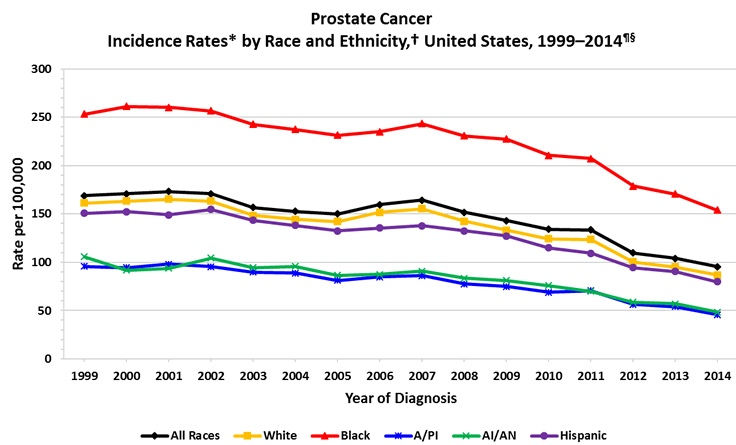 Prostate Cancer
Incidence Rates* by Race and Ethnicity,† United States, 1999–2014¶§
300
250
200
150
100
50
0
Rate per 100,000
1999 2000 2001 2002 2003 2004 2005 2006 2007 2008 2009 2010 2011 2012 2013 2014
Year of Diagnosis
All Races White Black A/PI AI/AN Hispanic